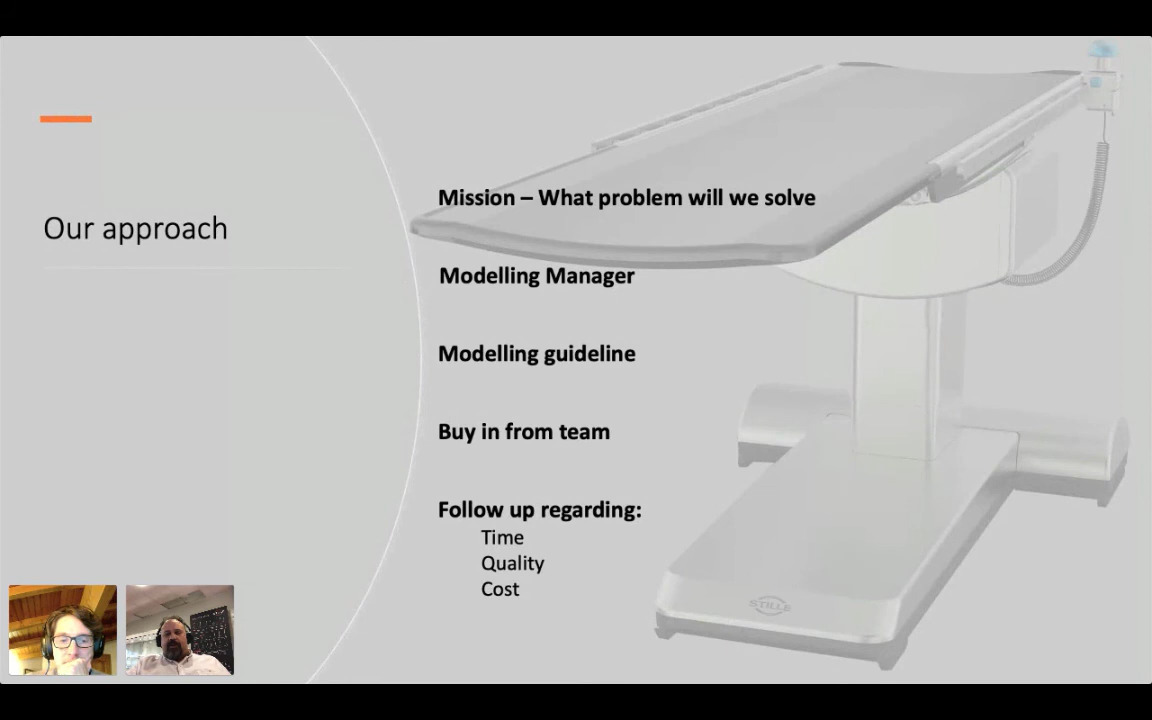 Our approach
Mission – What problem will we solve
Modelling Manager
Modelling guideline
Buy in from team
Follow up regarding:
Time
Quality
Cost
STILLE